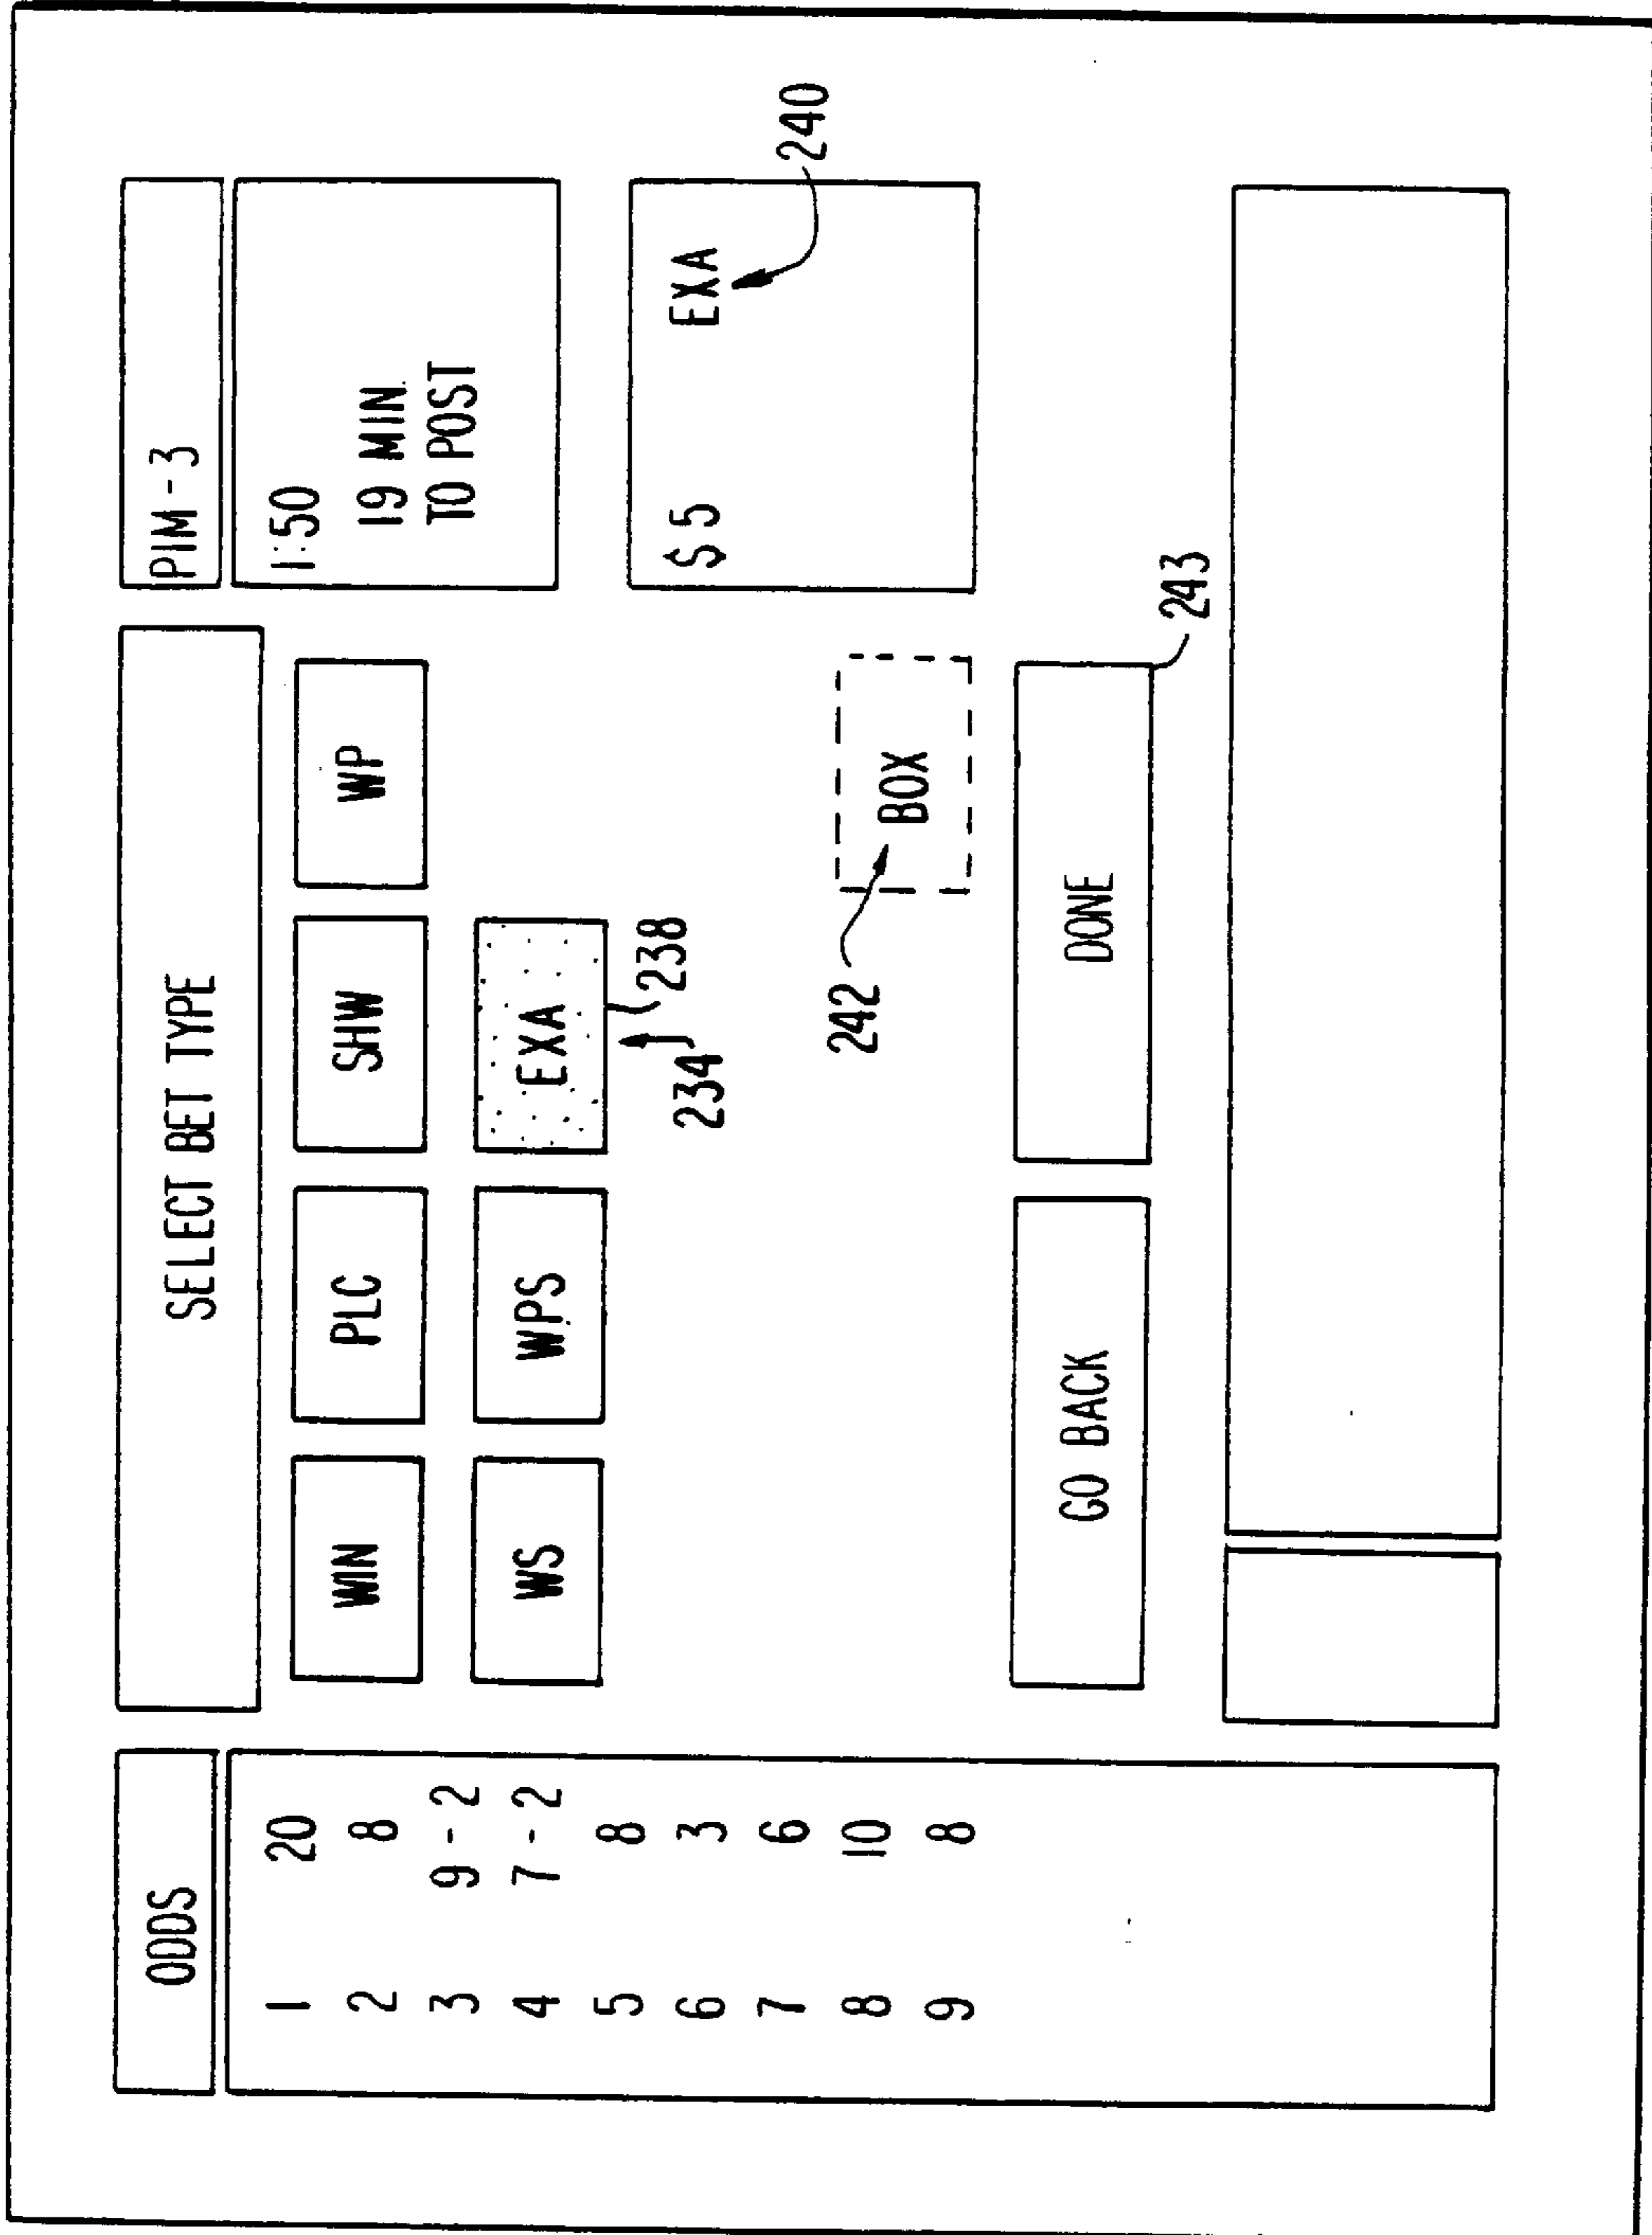 ODDS
1 20
2 8
3 9-2
4 7-2
5 8
6 3
7 6
8 10
9 8
SELECT BET TYPE
WIN PLC SHW WP
WS WPS EXA
234 238
242 BOX
GO BACK DONE
243
PIM-3
1:50
19 MIN.
TO POST
$5 EXA
240